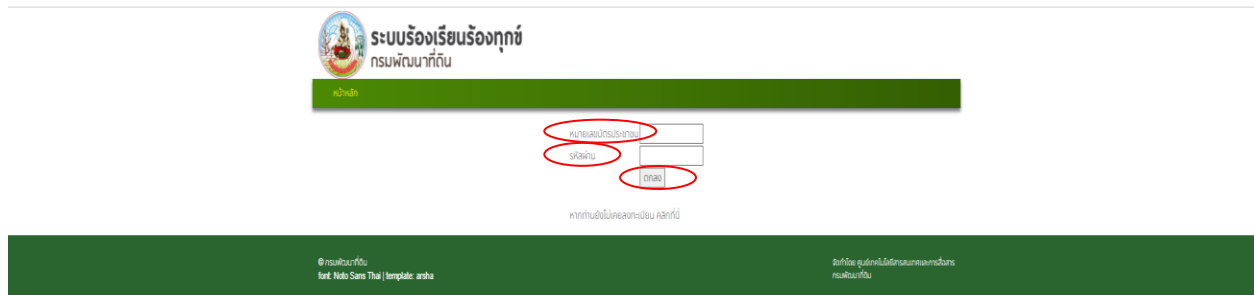 ระบบร้องเรียนร้องทุกข์
กรมพัฒนาที่ดิน
หน้าหลัก
หมายเลขบัตรประชาชน
รหัสผ่าน
ตกลง
หากท่านยังไม่เคยลงทะเบียน คลิกที่นี่
© กรมพัฒนาที่ดิน
font: Noto Sans Thai | template: arsha
จัดทำโดย ศูนย์เทคโนโลยีสารสนเทศและการสื่อสาร
กรมพัฒนาที่ดิน